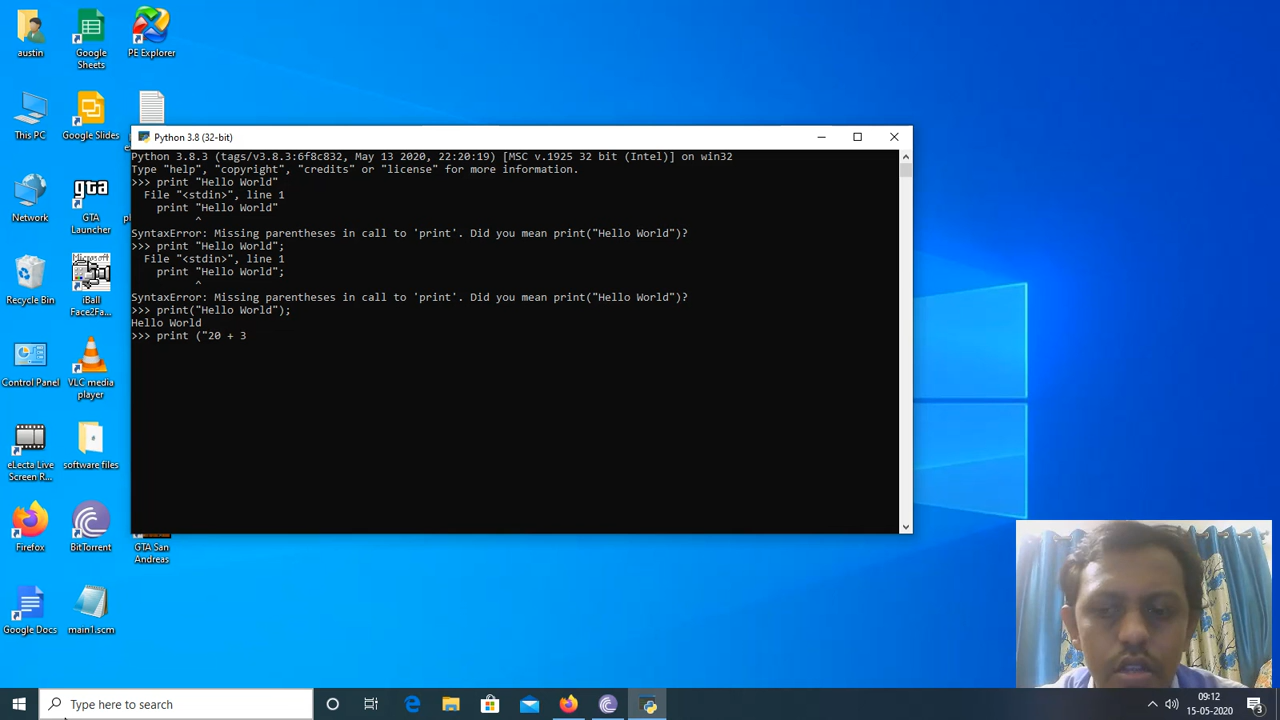 austin
Google Sheets
PE Explorer
This PC
Google Slides
Network
GTA Launcher
Recycle Bin
Microsoft
iBall Face2Fa...
Control Panel
VLC media player
eLecta Live Screen R...
software files
Firefox
BitTorrent
GTA San Andreas
Google Docs
main1.scm
Python 3.8 (32-bit)
Python 3.8.3 (tags/v3.8.3:6f8c832, May 13 2020, 22:20:19) [MSC v.1925 32 bit (Intel)] on win32
Type "help", "copyright", "credits" or "license" for more information.
>>> print "Hello World"
  File "<stdin>", line 1
    print "Hello World"
          ^
SyntaxError: Missing parentheses in call to 'print'. Did you mean print("Hello World")?
>>> print "Hello World";
  File "<stdin>", line 1
    print "Hello World";
          ^
SyntaxError: Missing parentheses in call to 'print'. Did you mean print("Hello World")?
>>> print("Hello World");
Hello World
>>> print ("20 + 3
Type here to search
09:12
15-05-2020
3